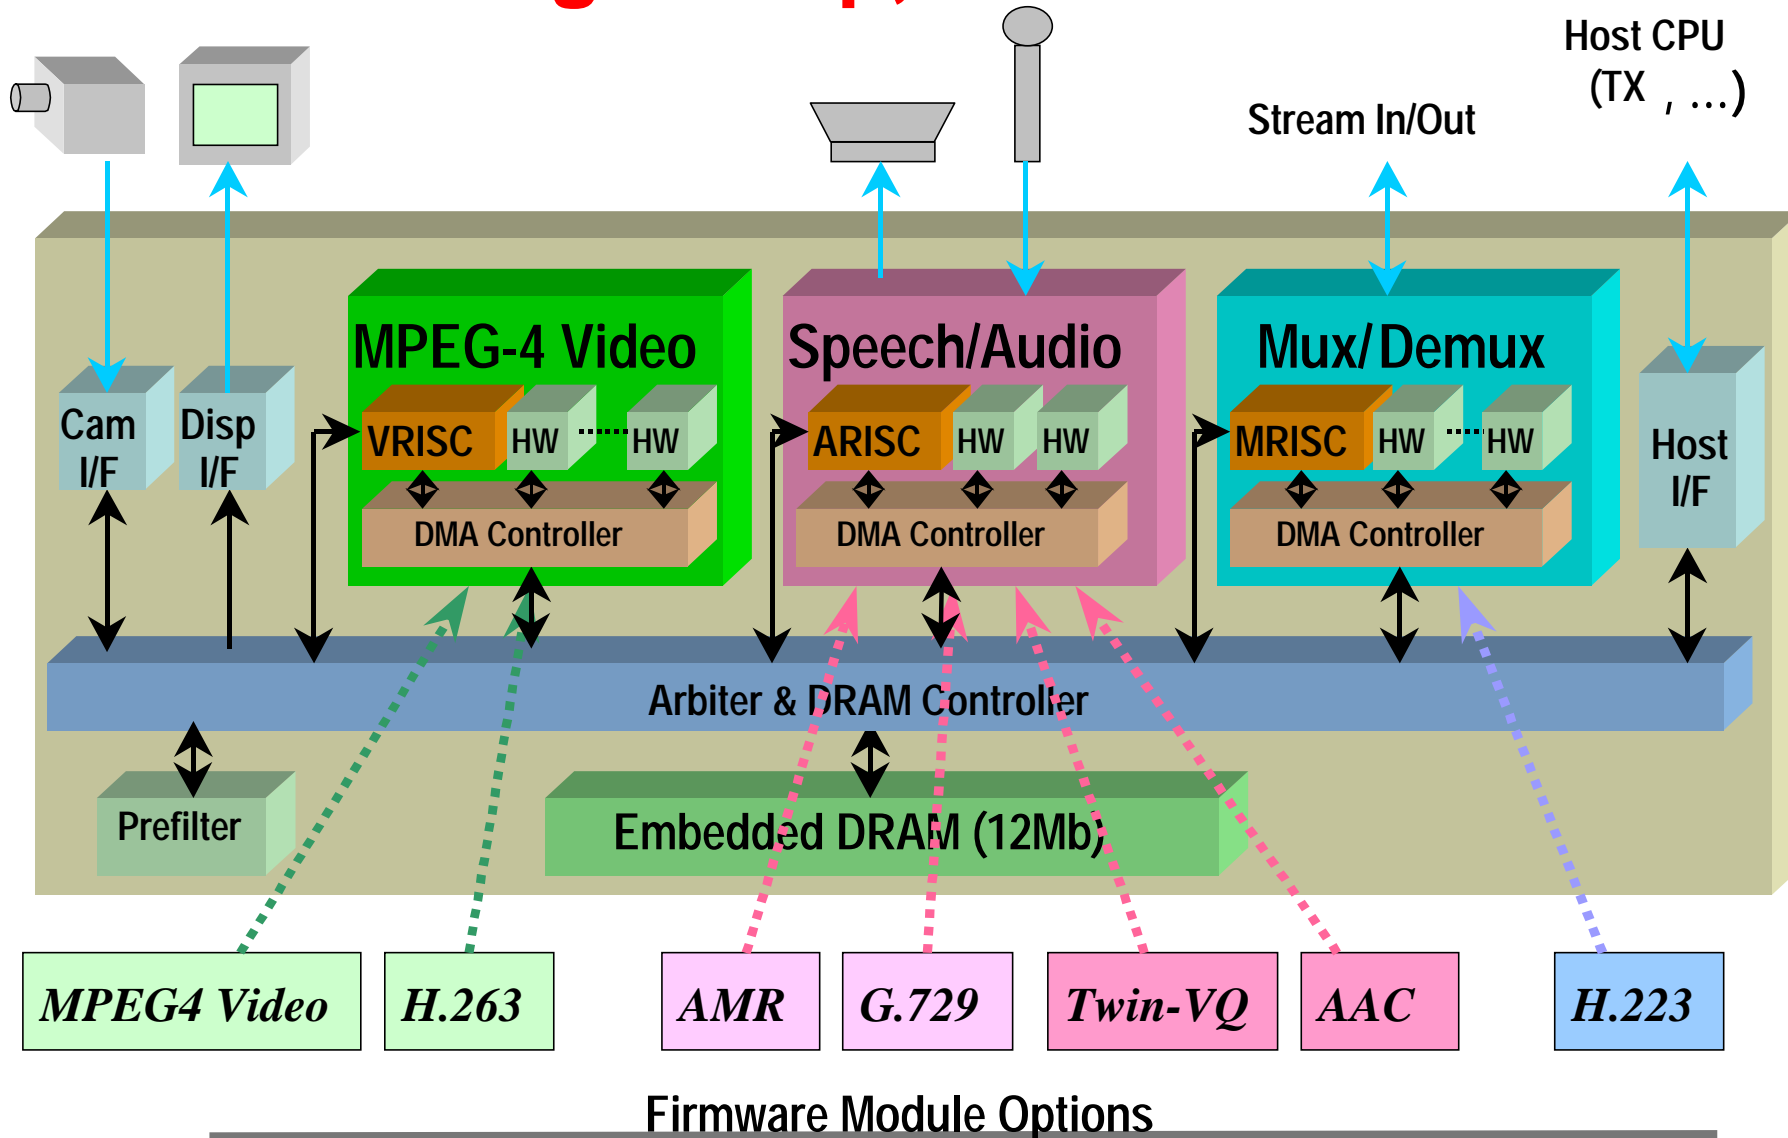 Host CPU
(TX , ...)
Stream In/Out
MPEG-4 Video
Speech/Audio
Mux/Demux
Cam
I/F
Disp
I/F
VRISC
HW
HW
ARISC
HW
HW
MRISC
HW
HW
Host
I/F
DMA Controller
DMA Controller
DMA Controller
Arbiter & DRAM Controller
Prefilter
Embedded DRAM (12Mb)
MPEG4 Video
H.263
AMR
G.729
Twin-VQ
AAC
H.223
Firmware Module Options